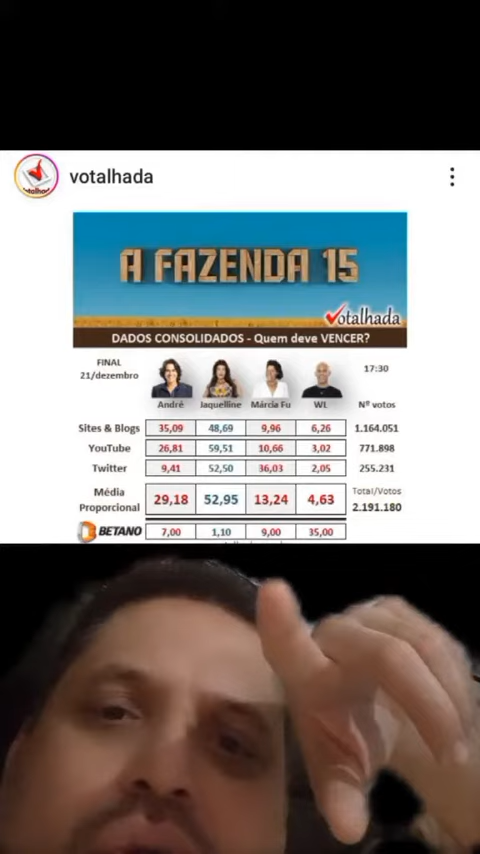 votalhada
A FAZENDA 15
Votalhada
DADOS CONSOLIDADOS - Quem deve VENCER?
FINAL
21/dezembro
17:30
André Jaquelline Márcia Fu WL Nº votos
Sites & Blogs 35,09 48,69 9,96 6,26 1.164.051
YouTube 26,81 59,51 10,66 3,02 771.898
Twitter 9,41 52,50 36,03 2,05 255.231
Média
Proporcional 29,18 52,95 13,24 4,63
Total/Votos
2.191.180
BETANO 7,00 1,10 9,00 35,00